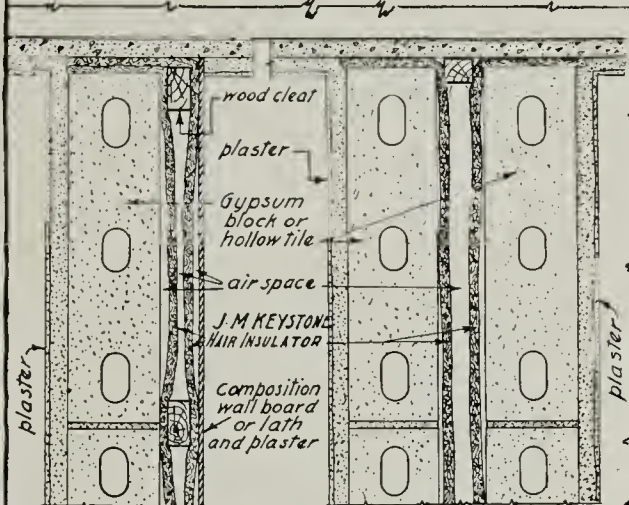 wood cleat
plaster
Gypsum
block or
hollow tile
air space
J.M KEYSTONE
HAIR INSULATOR
Composition
wall board
or lath
and plaster
plaster
plaster